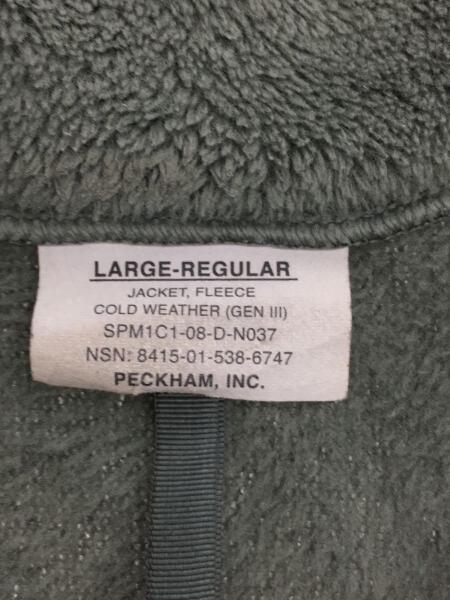 LARGE-REGULAR
JACKET, FLEECE
COLD WEATHER (GEN III)
SPM1C1-08-D-N037
NSN: 8415-01-538-6747
PECKHAM, INC.